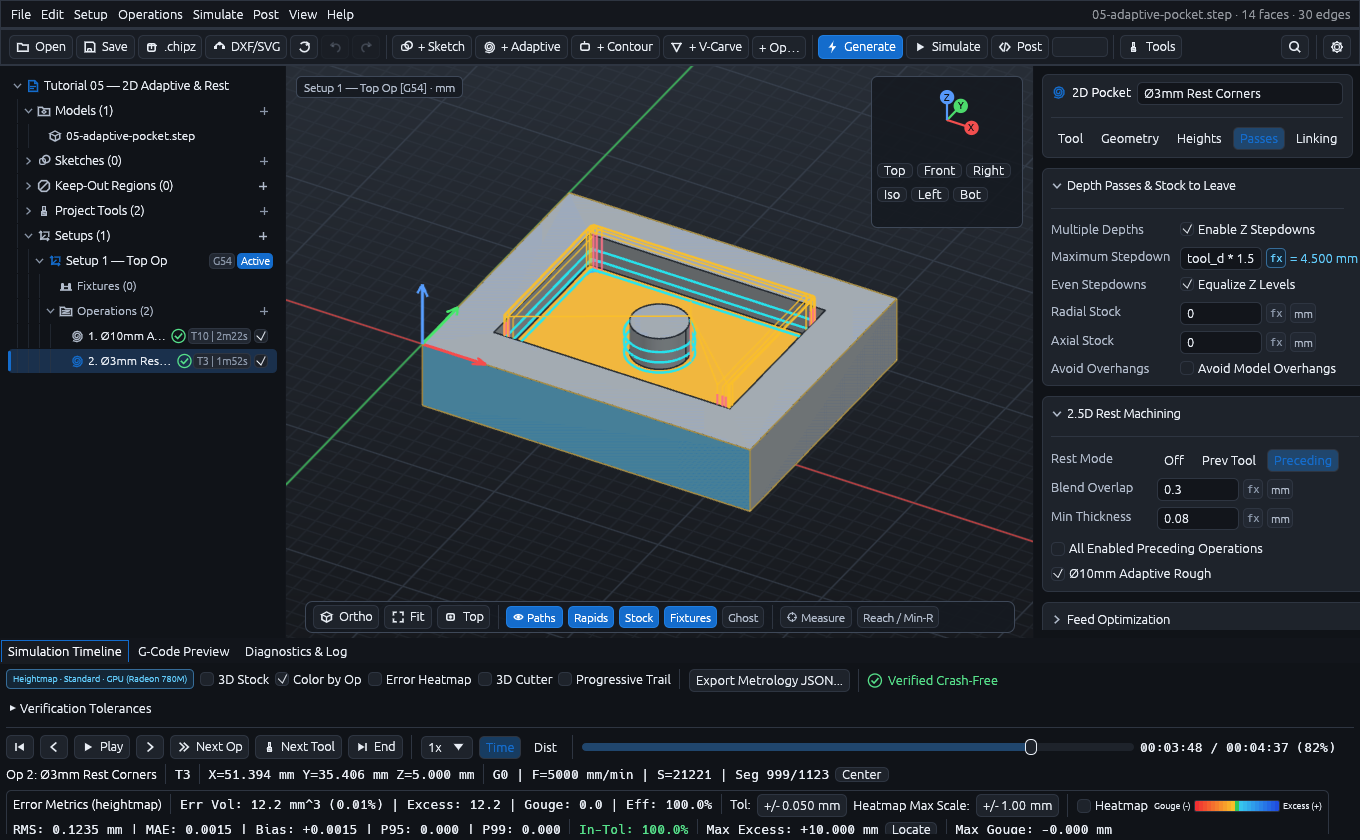 File Edit Setup Operations Simulate Post View Help
05-adaptive-pocket.step · 14 faces · 30 edges
Open Save .chipz DXF/SVG + Sketch + Adaptive + Contour + V-Carve + Op... Generate Simulate Post Tools
Tutorial 05 — 2D Adaptive & Rest
Models (1) +
05-adaptive-pocket.step
Sketches (0) +
Keep-Out Regions (0) +
Project Tools (2) +
Setups (1) +
Setup 1 — Top Op G54 Active
Fixtures (0)
Operations (2) +
1. Ø10mm A... T10 | 2m22s
2. Ø3mm Res... T3 | 1m52s
Setup 1 — Top Op [G54] · mm
Z
Y
X
Top Front Right
Iso Left Bot
Ortho Fit Top Paths Rapids Stock Fixtures Ghost Measure Reach / Min-R
2D Pocket Ø3mm Rest Corners
Tool Geometry Heights Passes Linking
Depth Passes & Stock to Leave
Multiple Depths Enable Z Stepdowns
Maximum Stepdown tool_d * 1.5 fx = 4.500 mm
Even Stepdowns Equalize Z Levels
Radial Stock 0 fx mm
Axial Stock 0 fx mm
Avoid Overhangs Avoid Model Overhangs
2.5D Rest Machining
Rest Mode Off Prev Tool Preceding
Blend Overlap 0.3 fx mm
Min Thickness 0.08 fx mm
All Enabled Preceding Operations
Ø10mm Adaptive Rough
Feed Optimization
Simulation Timeline G-Code Preview Diagnostics & Log
Heightmap · Standard · GPU (Radeon 780M) 3D Stock Color by Op Error Heatmap 3D Cutter Progressive Trail Export Metrology JSON... Verified Crash-Free
Verification Tolerances
Play Next Op Next Tool End 1x Time Dist 00:03:48 / 00:04:37 (82%)
Op 2: Ø3mm Rest Corners T3 X=51.394 mm Y=35.406 mm Z=5.000 mm G0 | F=5000 mm/min | S=21221 | Seg 999/1123 Center
Error Metrics (heightmap) Err Vol: 12.2 mm^3 (0.01%) | Excess: 12.2 | Gouge: 0.0 | Eff: 100.0% Tol: +/-0.050 mm Heatmap Max Scale: +/-1.00 mm Heatmap Gouge (-) Excess (+)
RMS: 0.1235 mm | MAE: 0.0015 | Bias: +0.0015 | P95: 0.000 | P99: 0.000 In-Tol: 100.0% Max Excess: +10.000 mm Locate Max Gouge: -0.000 mm